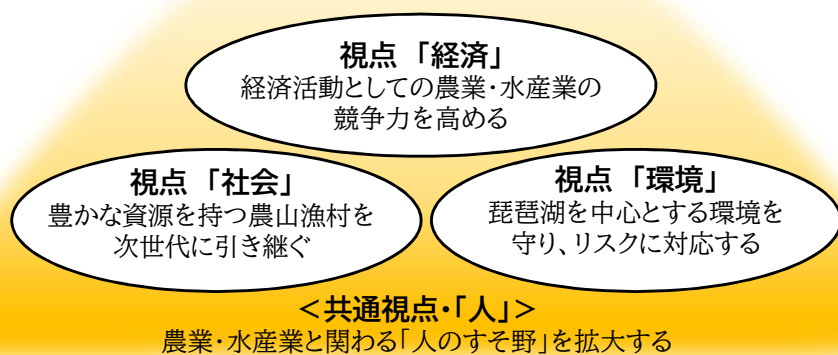 視点 「経済」
経済活動としての農業・水産業の
競争力を高める
視点 「社会」
豊かな資源を持つ農山漁村を
次世代に引き継ぐ
視点 「環境」
琵琶湖を中心とする環境を
守り、リスクに対応する
＜共通視点・「人」＞
農業・水産業と関わる「人のすそ野」を拡大する